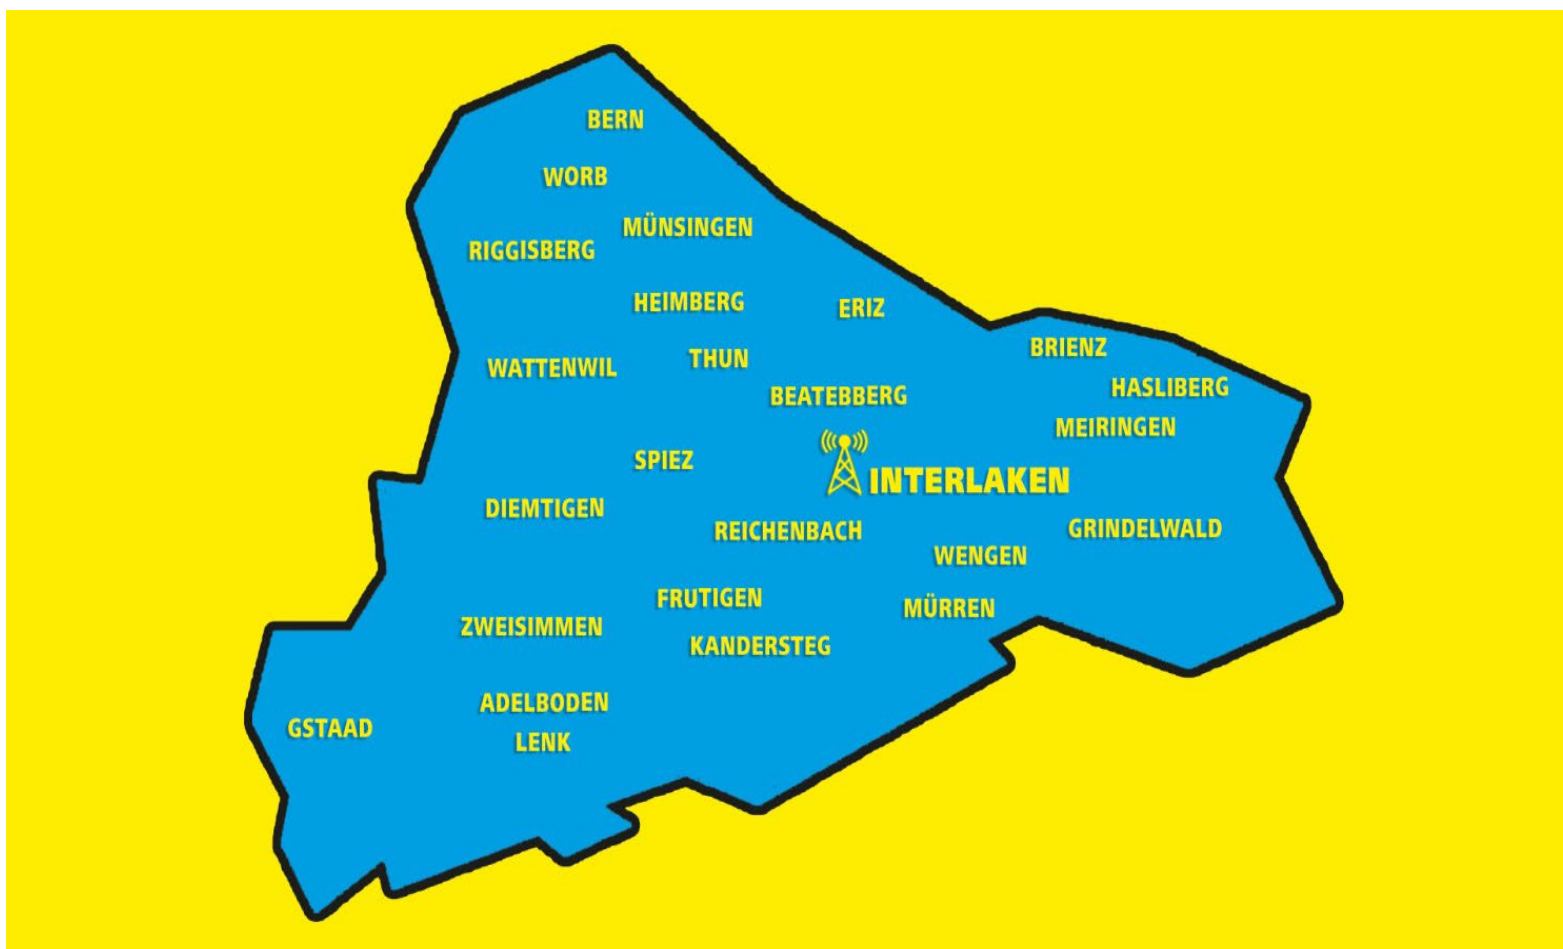 BERN
WORB
MÜNSINGEN
RIGGISBERG
HEIMBERG
ERIZ
BRIENZ
THUN
WATTENWIL
HASLIBERG
BEATEBBERG
MEIRINGEN
SPIEZ
INTERLAKEN
DIEMTIGEN
GRINDELWALD
REICHENBACH
WENGEN
FRUTIGEN
MÜRREN
ZWEISIMMEN
KANDERSTEG
ADELBODEN
GSTAAD
LENK